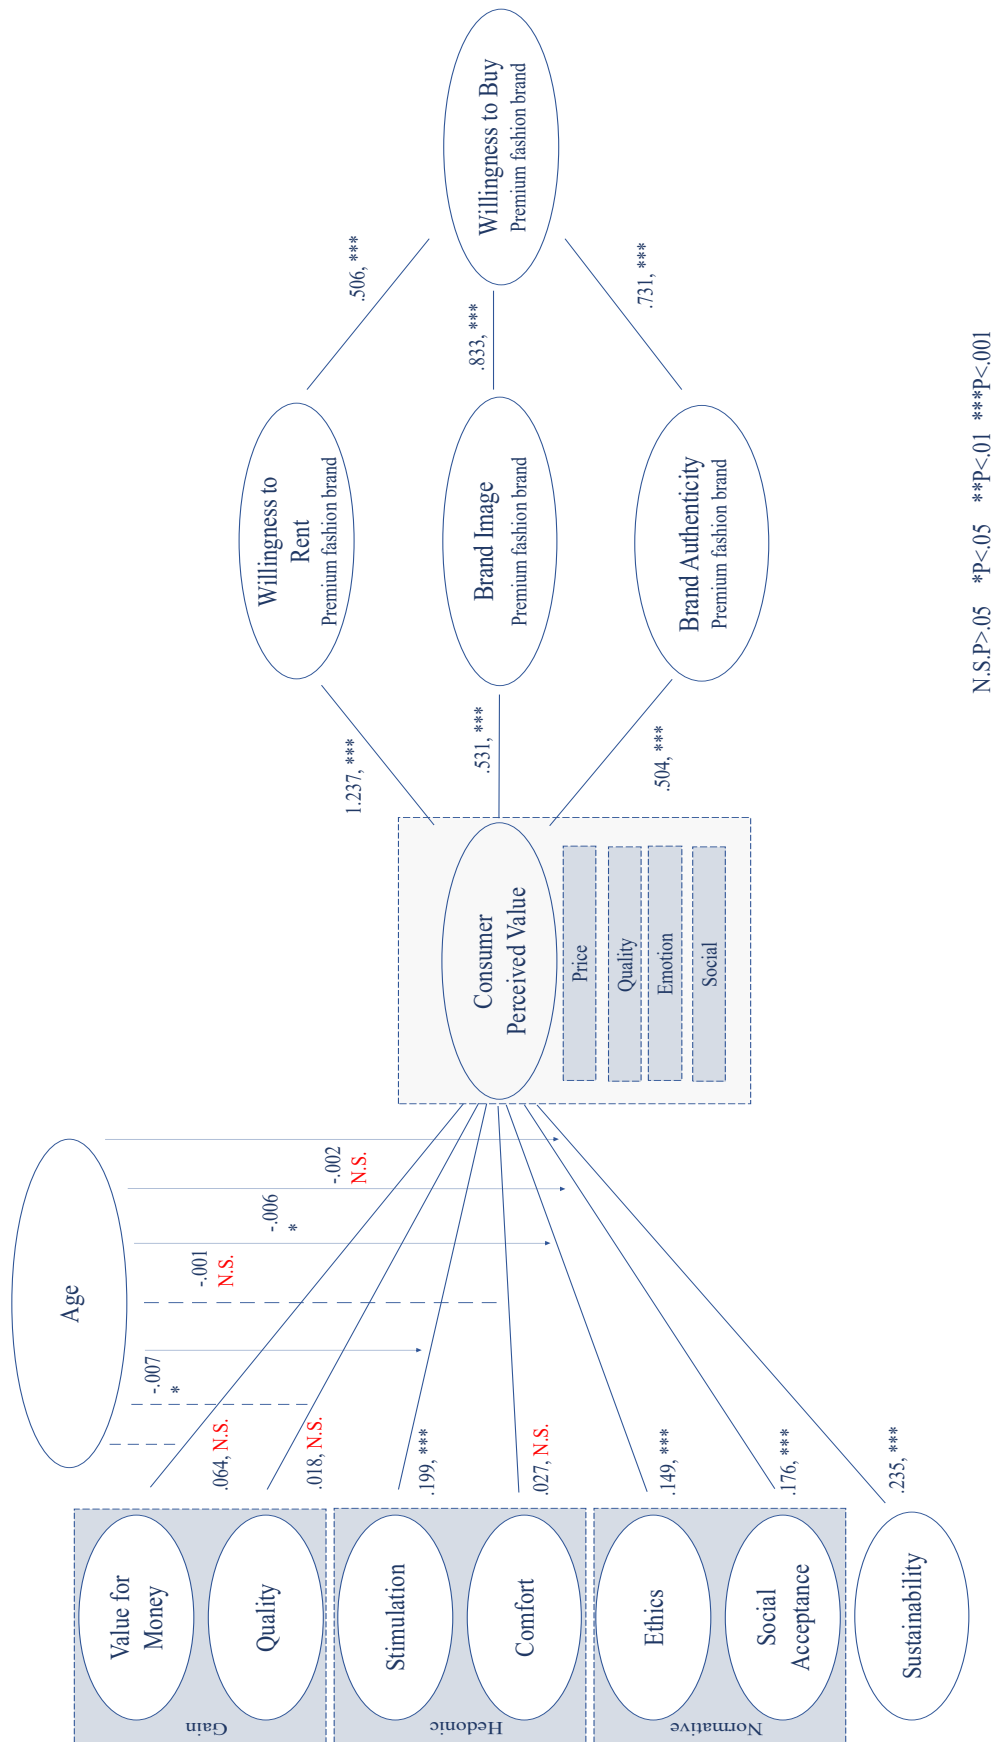 Age
Gain
Value for
Money
Quality
Hedonic
Stimulation
Comfort
Normative
Ethics
Social
Acceptance
Sustainability
.064, N.S.
.018, N.S.
.199, ***
.027, N.S.
.149, ***
.176, ***
.235, ***
-.007
*
-.001
N.S.
-.006
*
-.002
N.S.
Consumer
Perceived Value
Price
Quality
Emotion
Social
1.237, ***
.531, ***
.504, ***
Willingness to
Rent
Premium fashion brand
Brand Image
Premium fashion brand
Brand Authenticity
Premium fashion brand
.506, ***
.833, ***
.731, ***
Willingness to Buy
Premium fashion brand
N.S.P>.05 *P<.05 **P<.01 ***P<.001